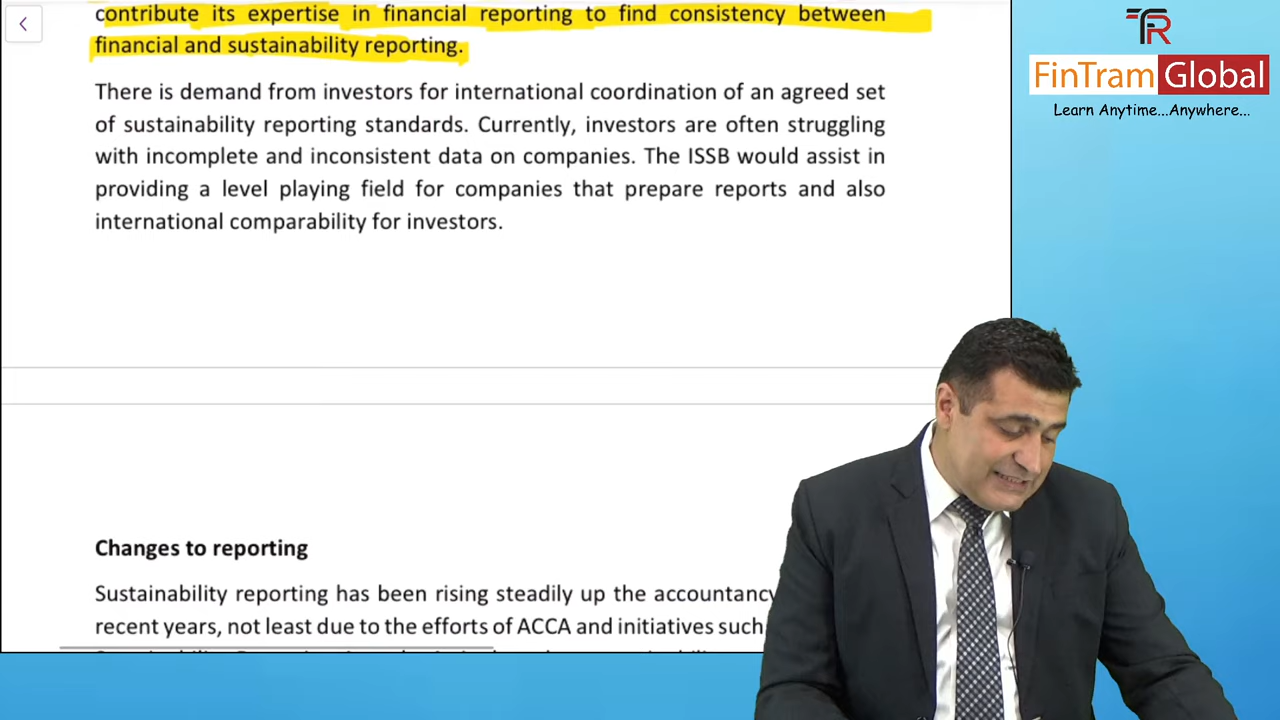 contribute its expertise in financial reporting to find consistency between
financial and sustainability reporting.
There is demand from investors for international coordination of an agreed set
of sustainability reporting standards. Currently, investors are often struggling
with incomplete and inconsistent data on companies. The ISSB would assist in
providing a level playing field for companies that prepare reports and also
international comparability for investors.
Changes to reporting
Sustainability reporting has been rising steadily up the accountancy
recent years, not least due to the efforts of ACCA and initiatives such
TR
FinTram Global
Learn Anytime...Anywhere...